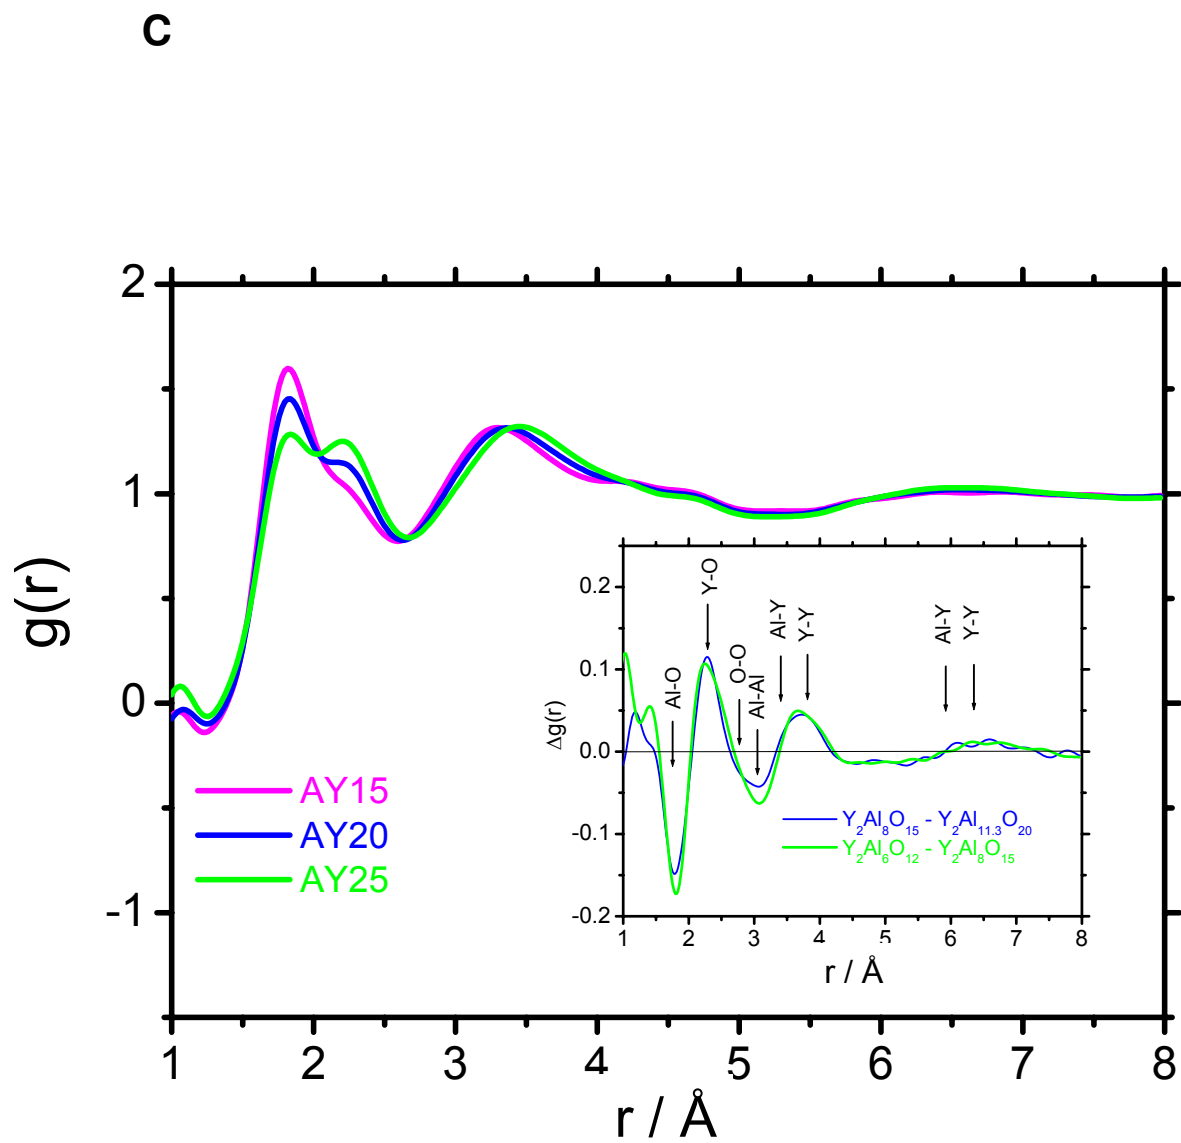 C
2
1
0
-1
g(r)
AY15
AY20
AY25
1 2 3 4 5 6 7 8
r / Å
0.2
0.1
0.0
-0.1
-0.2
Δg(r)
Al-O
Y-O
O-O
Al-Al
Al-Y
Y-Y
Al-Y
Y-Y
Y₂Al₈O₁₅ - Y₂Al₁₁.₃O₂₀
Y₂Al₆O₁₂ - Y₂Al₈O₁₅
1 2 3 4 5 6 7 8
r / Å